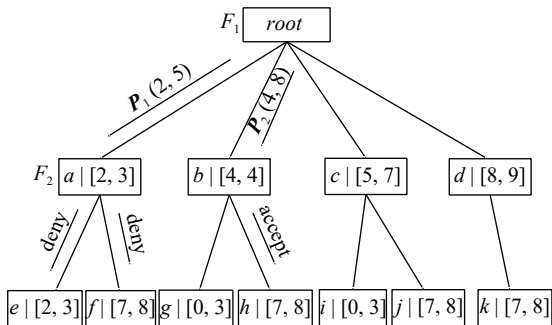 F1 root
P1 (2, 5)
P2 (4, 8)
F2 a | [2, 3] b | [4, 4] c | [5, 7] d | [8, 9]
deny deny accept
e | [2, 3] f | [7, 8] g | [0, 3] h | [7, 8] i | [0, 3] j | [7, 8] k | [7, 8]